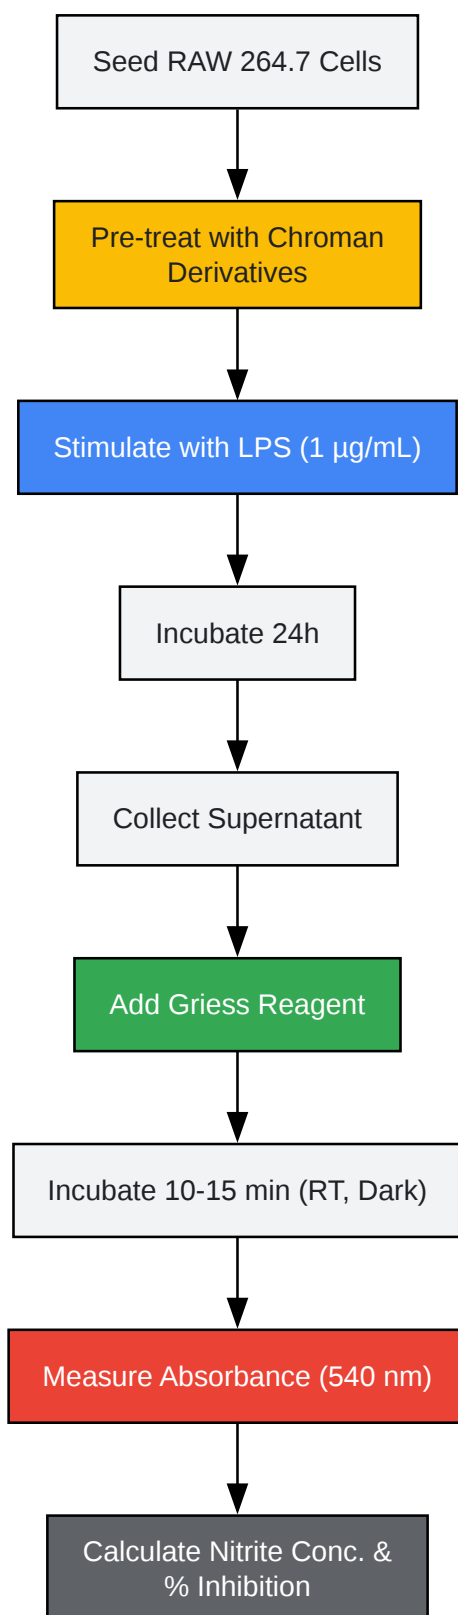 Seed RAW 264.7 Cells
Pre-treat with Chroman
Derivatives
Stimulate with LPS (1 µg/mL)
Incubate 24h
Collect Supernatant
Add Griess Reagent
Incubate 10-15 min (RT, Dark)
Measure Absorbance (540 nm)
Calculate Nitrite Conc. &
% Inhibition